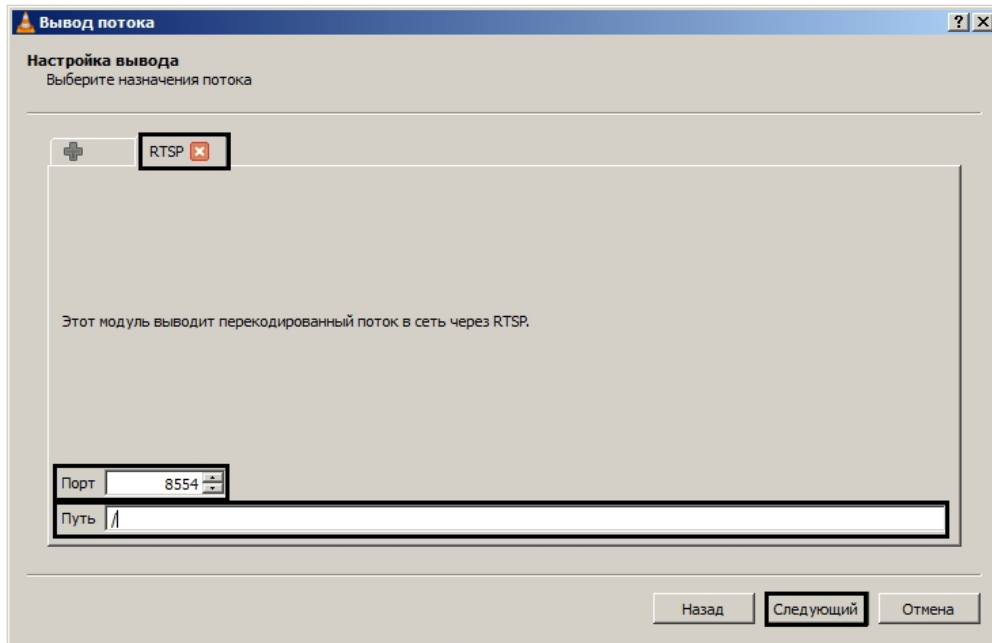 Вывод потока
Настройка вывода
Выберите назначения потока
RTSP
Этот модуль выводит перекодированный поток в сеть через RTSP.
Порт 8554
Путь /
Назад Следующий Отмена